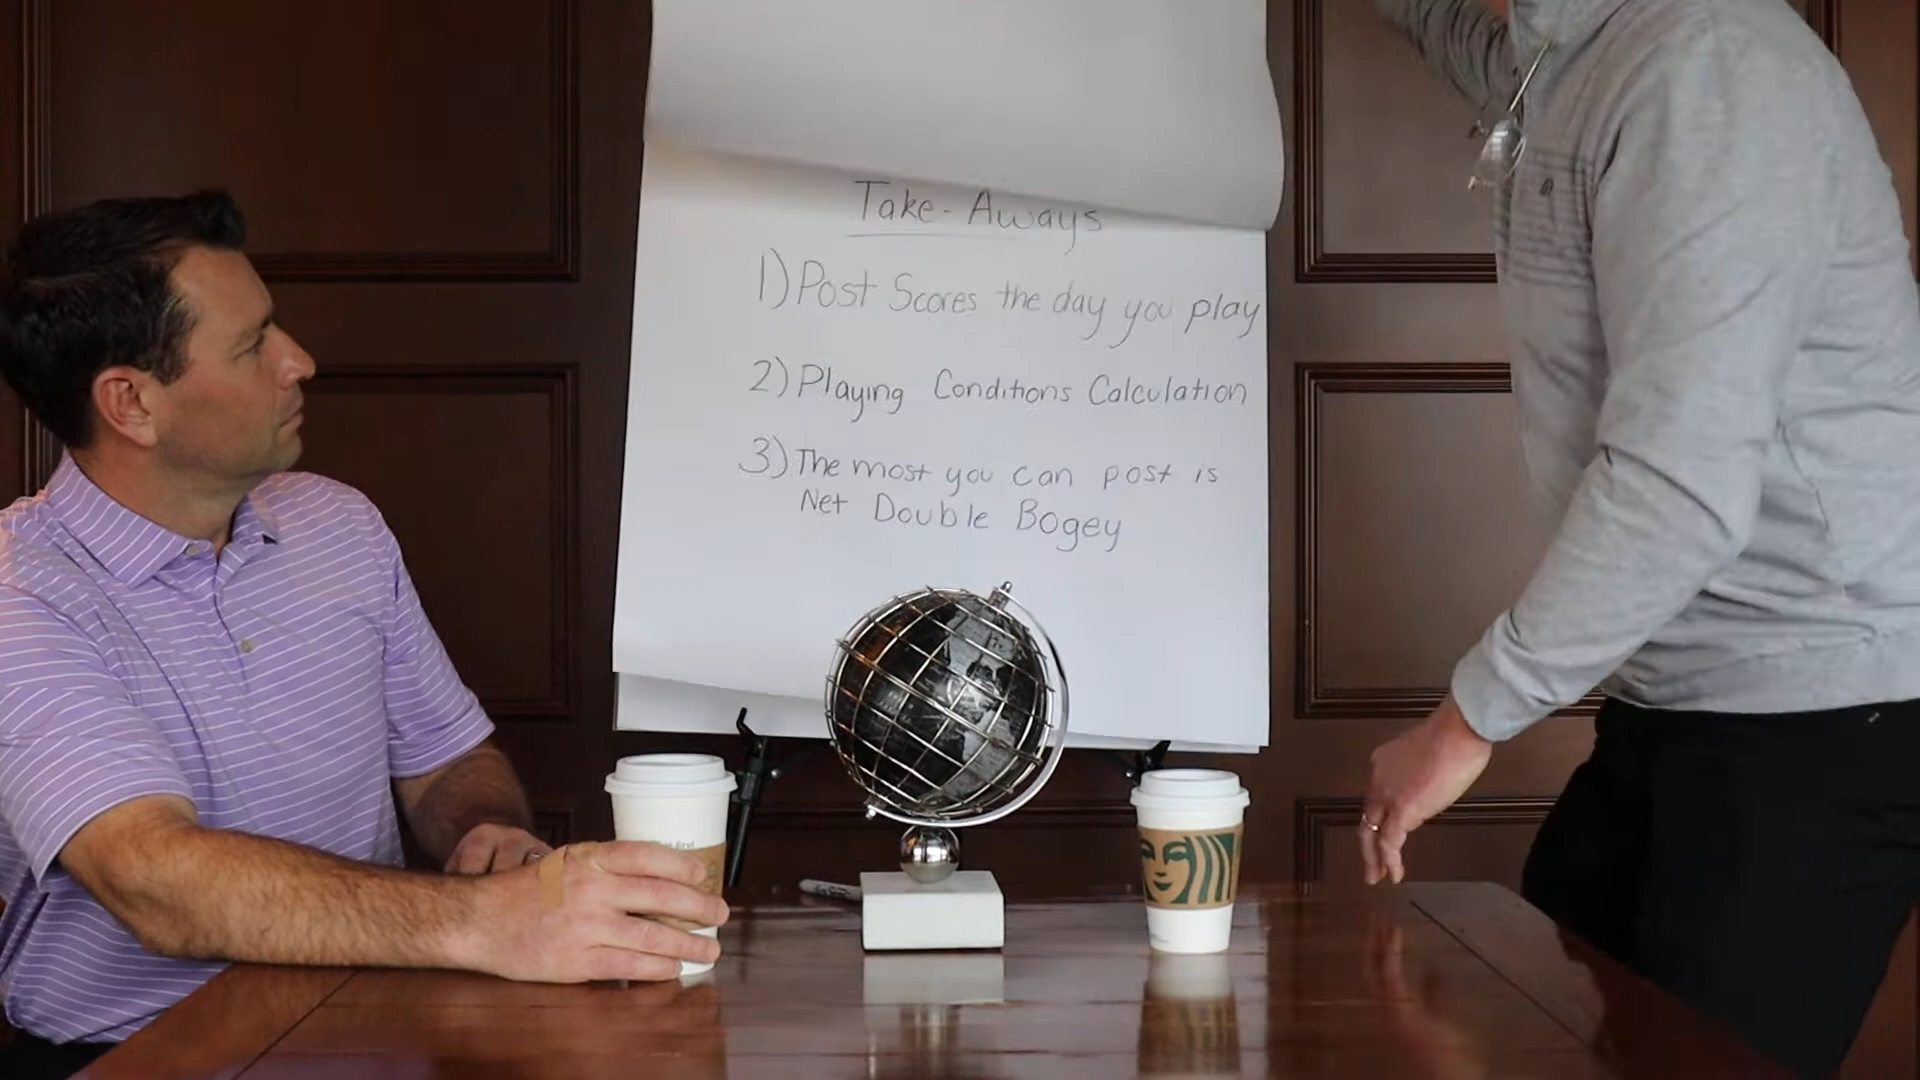 Take-Aways
1) Post Scores the day you play
2) Playing Conditions Calculation
3) The most you can post is
Net Double Bogey